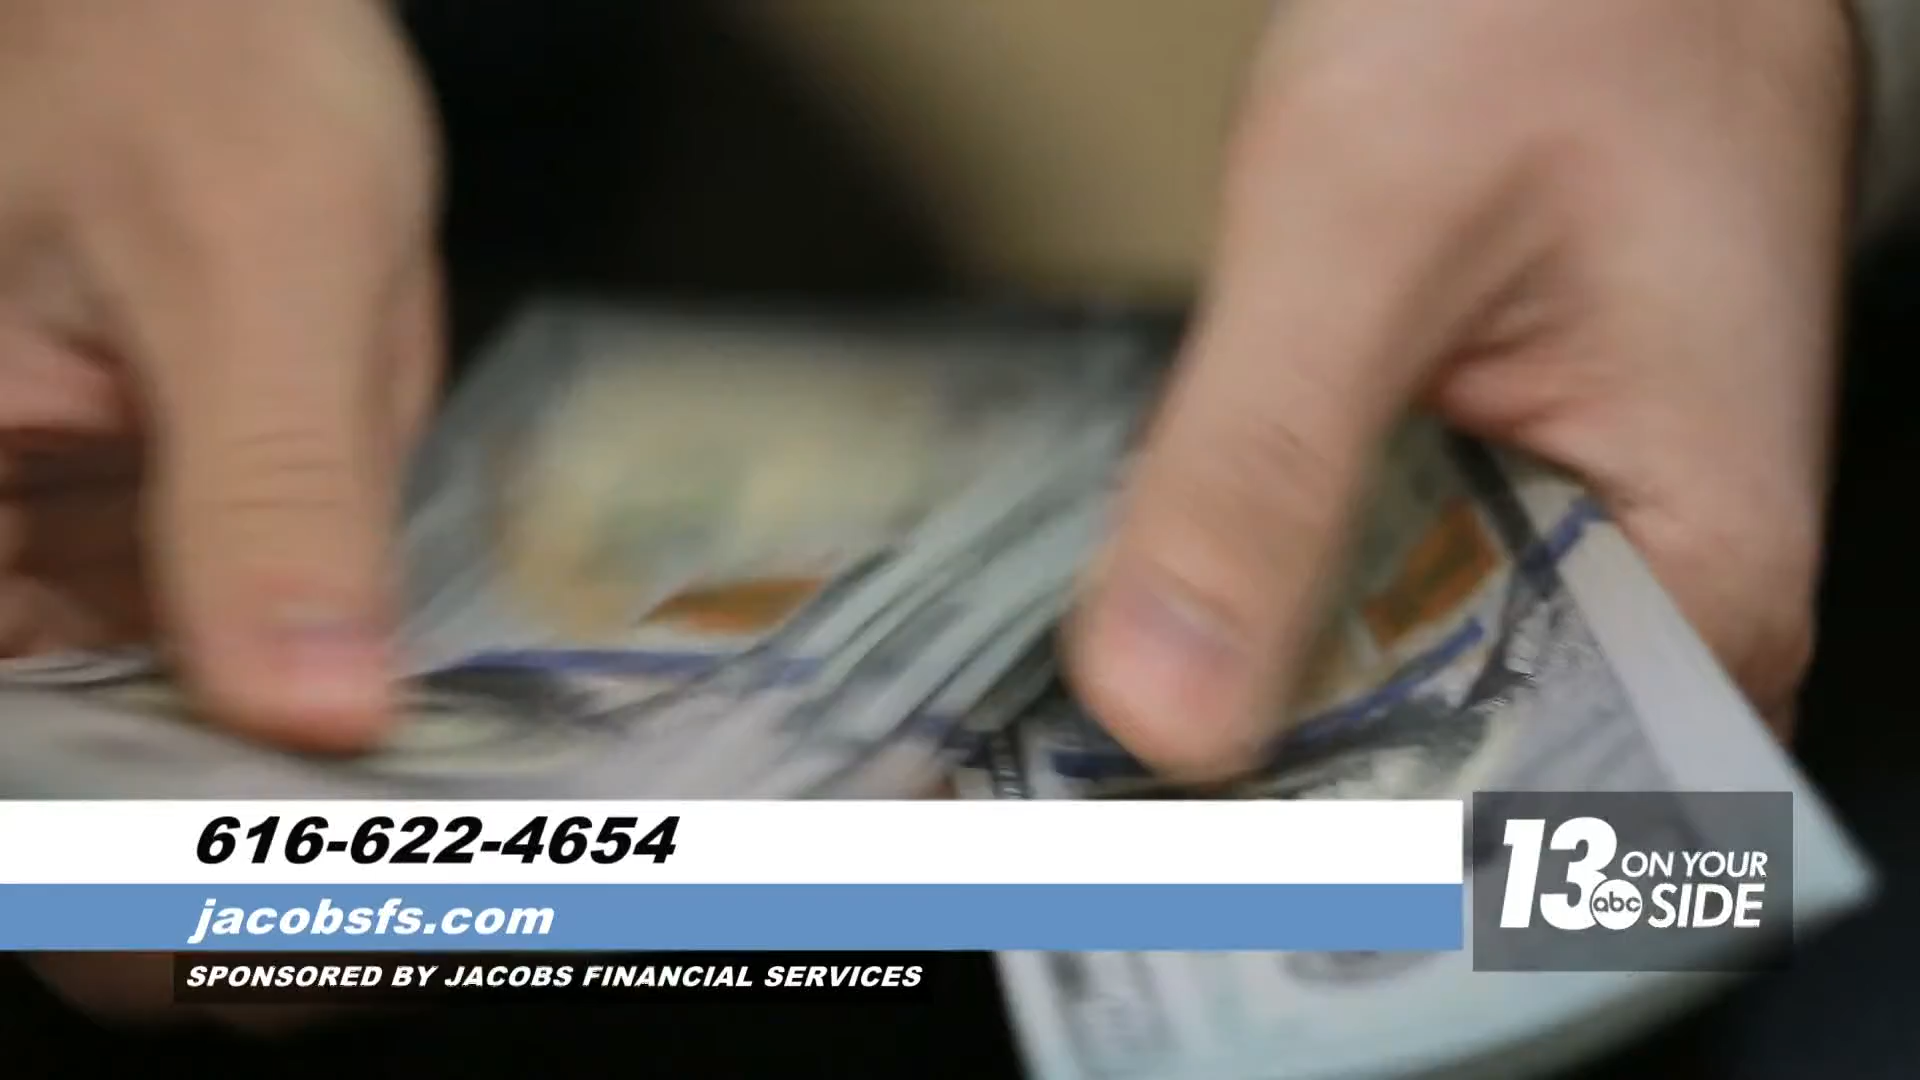 616-622-4654
jacobsfs.com
SPONSORED BY JACOBS FINANCIAL SERVICES
13 ON YOUR SIDE
abc